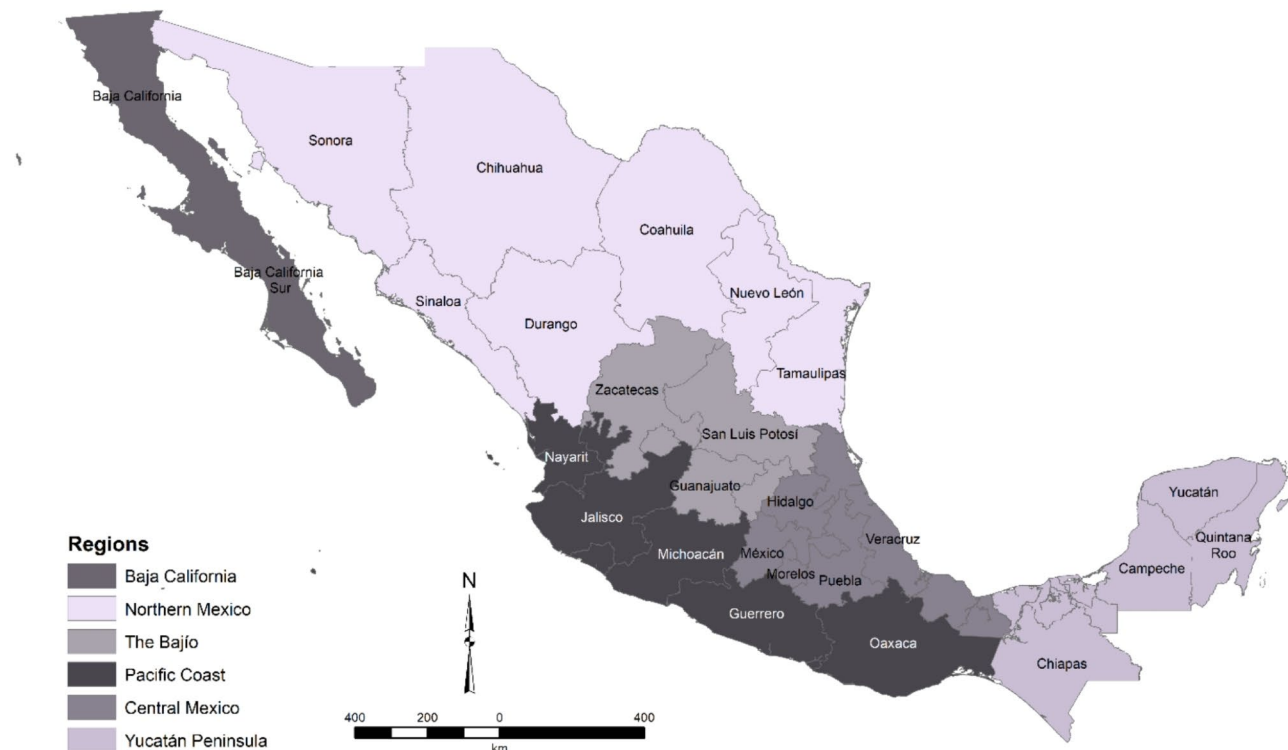 Baja California
Sonora
Chihuahua
Coahuila
Baja California
Sur
Sinaloa
Nuevo León
Durango
Tamaulipas
Zacatecas
San Luis Potosí
Nayarit
Guanajuato
Hidalgo
Yucatán
Jalisco
Quintana
Roo
Veracruz
Michoacán
México
Campeche
Morelos
Puebla
Guerrero
Oaxaca
Chiapas
Regions
Baja California
Northern Mexico
The Bajío
Pacific Coast
Central Mexico
Yucatán Peninsula
N
400 200 0 400
km